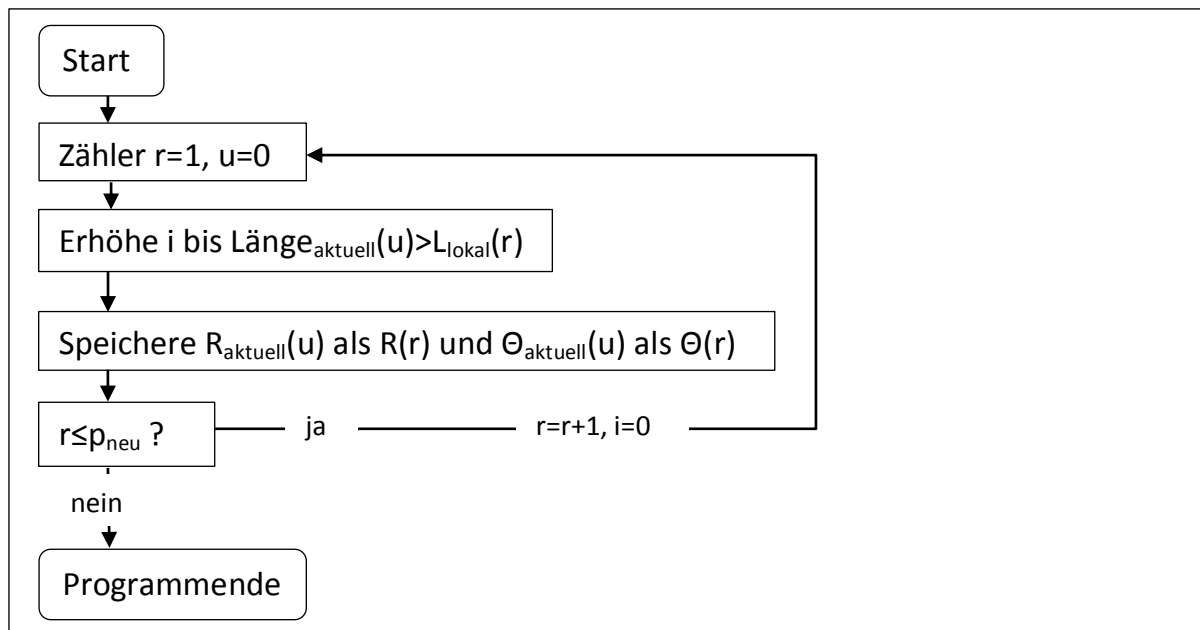 Start
Zähler r=1, u=0
Erhöhe i bis Länge_aktuell(u)>L_lokal(r)
Speichere R_aktuell(u) als R(r) und Θ_aktuell(u) als Θ(r)
r≤p_neu ?
ja
r=r+1, i=0
nein
Programmende